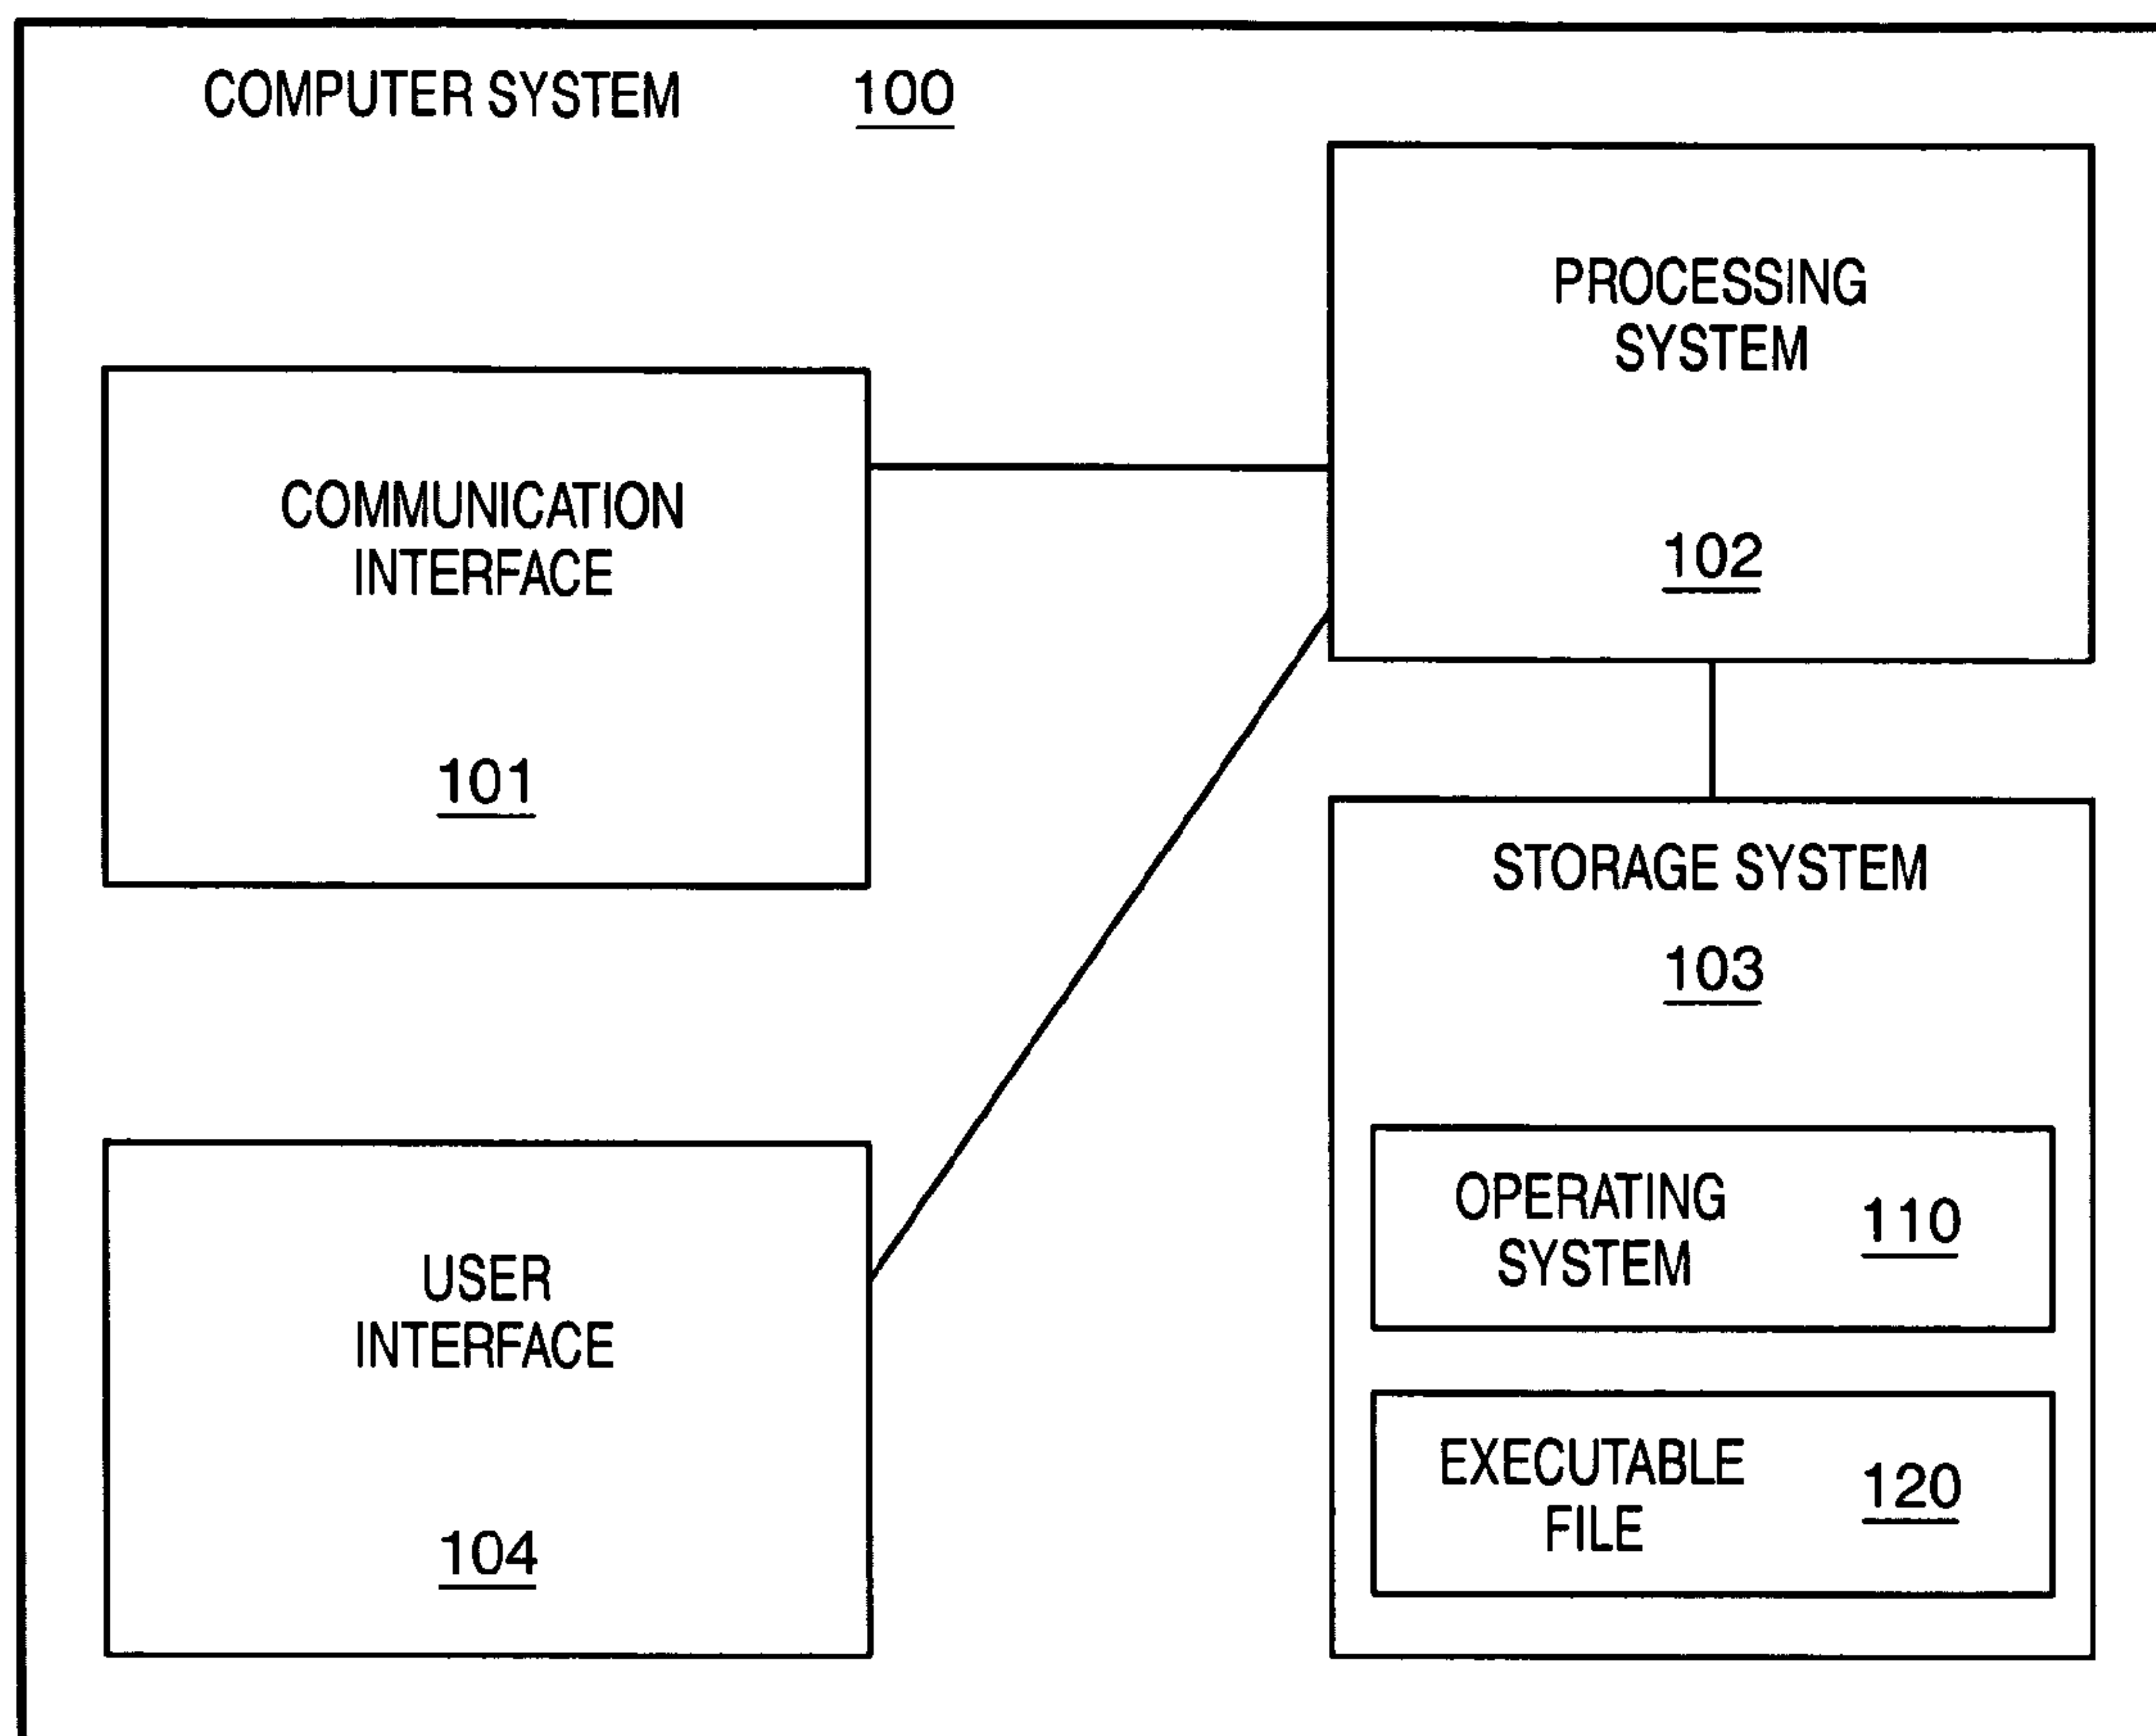 COMPUTER SYSTEM 100
PROCESSING
SYSTEM
102
COMMUNICATION
INTERFACE
101
STORAGE SYSTEM
103
OPERATING
SYSTEM
110
USER
INTERFACE
104
EXECUTABLE
FILE
120